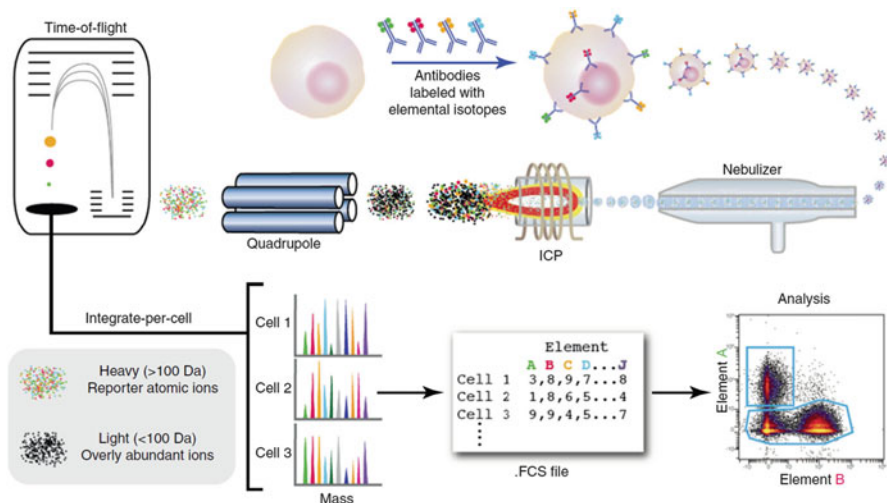 Time-of-flight
Antibodies
labeled with
elemental isotopes
Nebulizer
Quadrupole
ICP
Integrate-per-cell
Heavy (>100 Da)
Reporter atomic ions
Light (<100 Da)
Overly abundant ions
Cell 1
Cell 2
Cell 3
Mass
Element
A B C D...J
Cell 1 3,8,9,7...8
Cell 2 1,8,6,5...4
Cell 3 9,9,4,5...7
.FCS file
Analysis
Element A
Element B